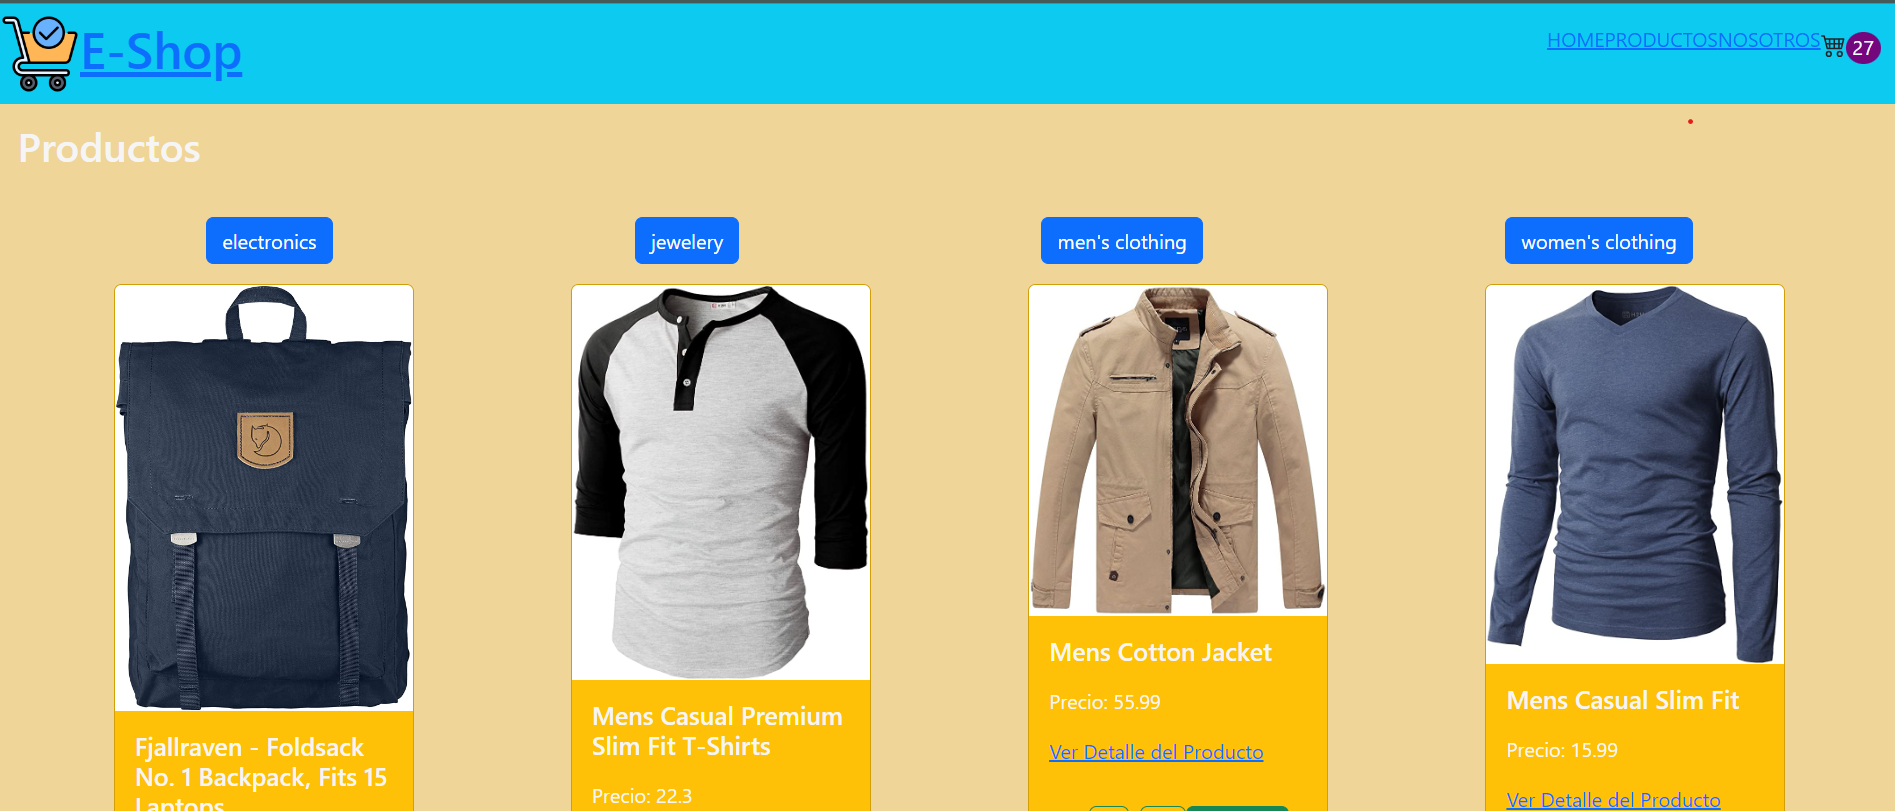 E-Shop
HOMEPRODUCTOSNOSOTROS 27
Productos
electronics
jewelery
men's clothing
women's clothing
Fjallraven - Foldsack
No. 1 Backpack, Fits 15
Laptops
Mens Casual Premium
Slim Fit T-Shirts
Precio: 22.3
Mens Cotton Jacket
Precio: 55.99
Ver Detalle del Producto
Mens Casual Slim Fit
Precio: 15.99
Ver Detalle del Producto